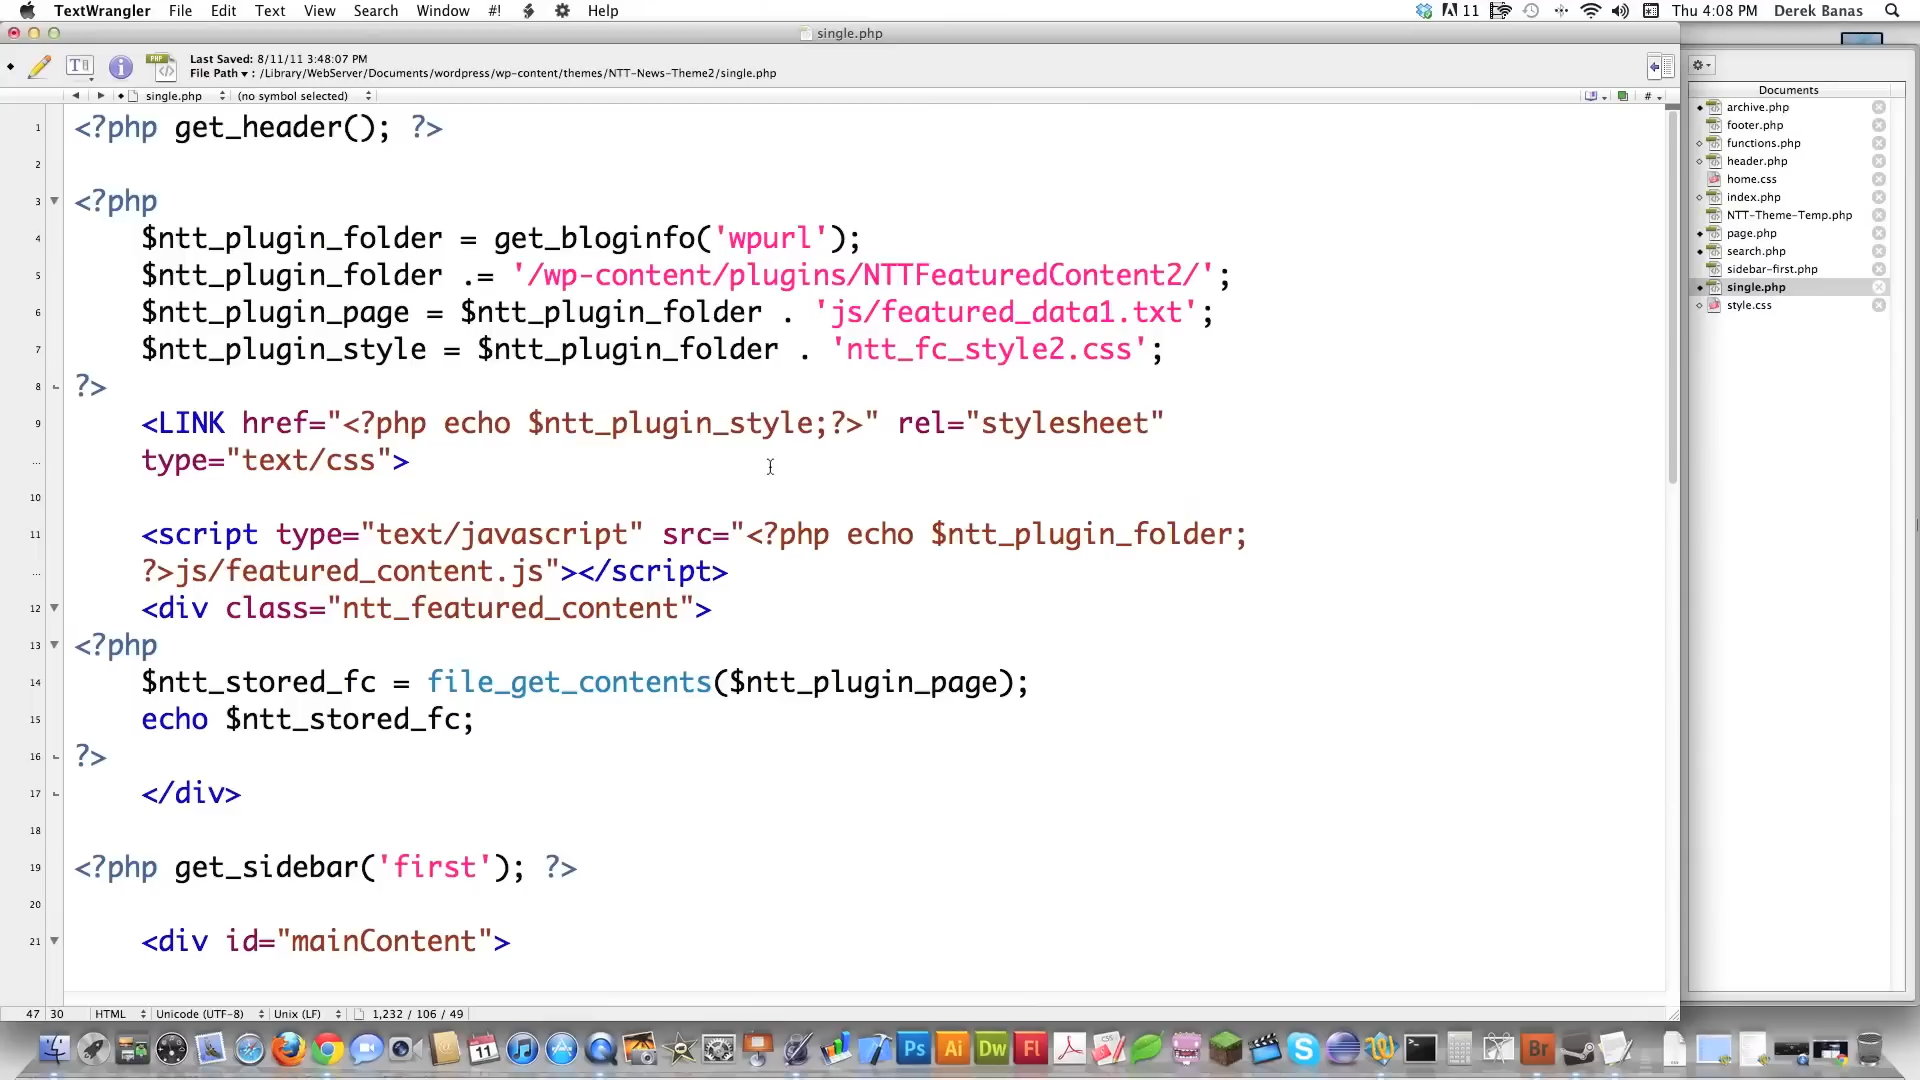 TextWrangler File Edit Text View Search Window #! Help 11 Thu 4:08 PM Derek Banas
single.php
Last Saved: 8/11/11 3:48:07 PM
File Path ▾ : /Library/WebServer/Documents/wordpress/wp-content/themes/NTT-News-Theme2/single.php
single.php (no symbol selected) #
1 <?php get_header(); ?>
2
3 <?php
4 $ntt_plugin_folder = get_bloginfo('wpurl');
5 $ntt_plugin_folder .= '/wp-content/plugins/NTTFeaturedContent2/';
6 $ntt_plugin_page = $ntt_plugin_folder . 'js/featured_data1.txt';
7 $ntt_plugin_style = $ntt_plugin_folder . 'ntt_fc_style2.css';
8 ?>
9 <LINK href="<?php echo $ntt_plugin_style;?>" rel="stylesheet"
... type="text/css">
10
11 <script type="text/javascript" src="<?php echo $ntt_plugin_folder;
... ?>js/featured_content.js"></script>
12 <div class="ntt_featured_content">
13 <?php
14 $ntt_stored_fc = file_get_contents($ntt_plugin_page);
15 echo $ntt_stored_fc;
16 ?>
17 </div>
18
19 <?php get_sidebar('first'); ?>
20
21 <div id="mainContent">
47 30 HTML Unicode (UTF-8) Unix (LF) 1,232 / 106 / 49
Documents
archive.php
footer.php
functions.php
header.php
home.css
index.php
NTT-Theme-Temp.php
page.php
search.php
sidebar-first.php
single.php
style.css
11 Ps Ai Dw Fl Br